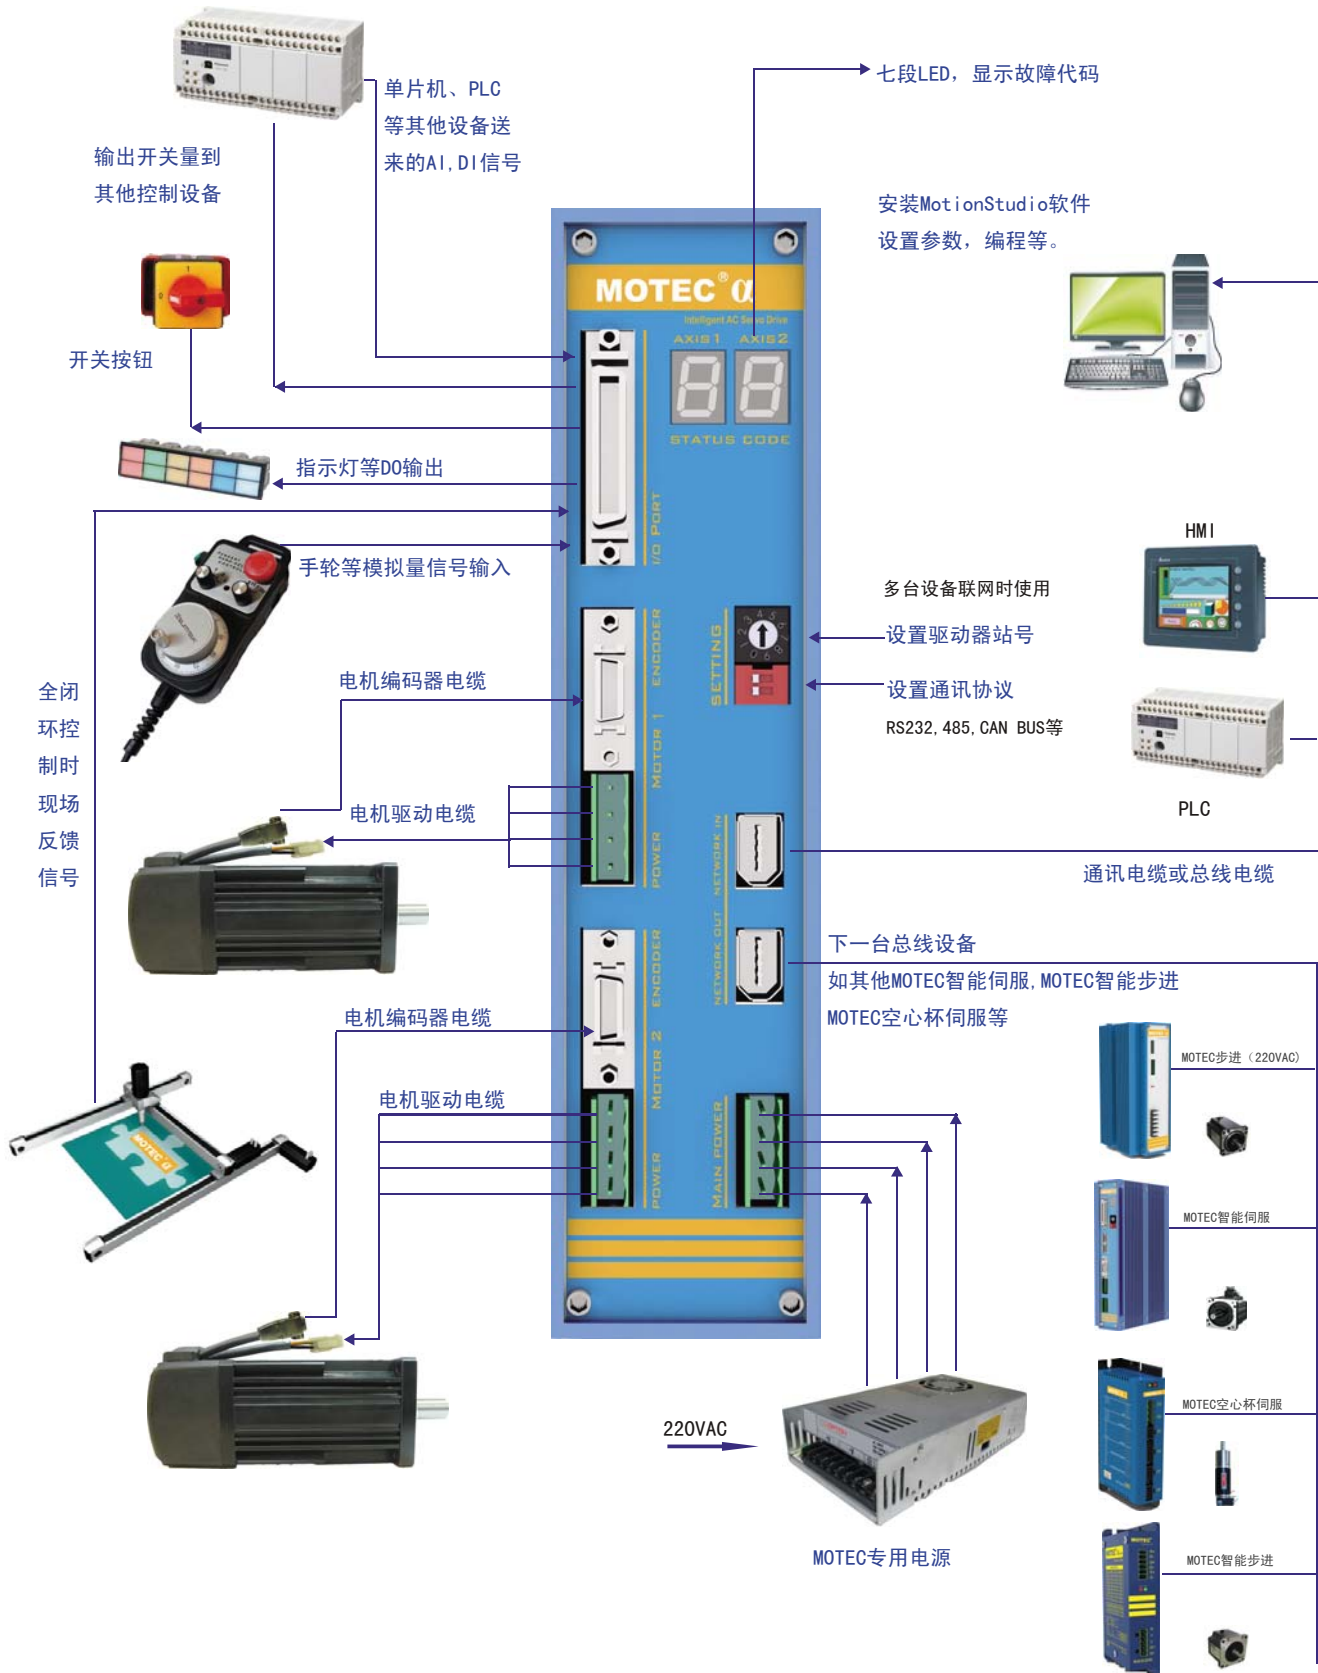 单片机、PLC
等其他设备送
来的AI,DI信号
七段LED，显示故障代码
输出开关量到
其他控制设备
安装MotionStudio软件
设置参数，编程等。
MOTEC® α
Intelligent AC Servo Drive
AXIS 1 AXIS 2
STATUS CODE
开关按钮
指示灯等DO输出
I/O PORT
手轮等模拟量信号输入
HMI
多台设备联网时使用
设置驱动器站号
设置通讯协议
RS232,485,CAN BUS等
SETTING
ENCODER
MOTOR 1
POWER
电机编码器电缆
电机驱动电缆
全闭
环控
制时
现场
反馈
信号
PLC
NETWORK IN
通讯电缆或总线电缆
NETWORK OUT
下一台总线设备
如其他MOTEC智能伺服,MOTEC智能步进
MOTEC空心杯伺服等
ENCODER
MOTOR 2
POWER
电机编码器电缆
电机驱动电缆
MAIN POWER
MOTEC α
MOTEC步进（220VAC）
MOTEC智能伺服
MOTEC空心杯伺服
MOTEC智能步进
220VAC
MOTEC专用电源